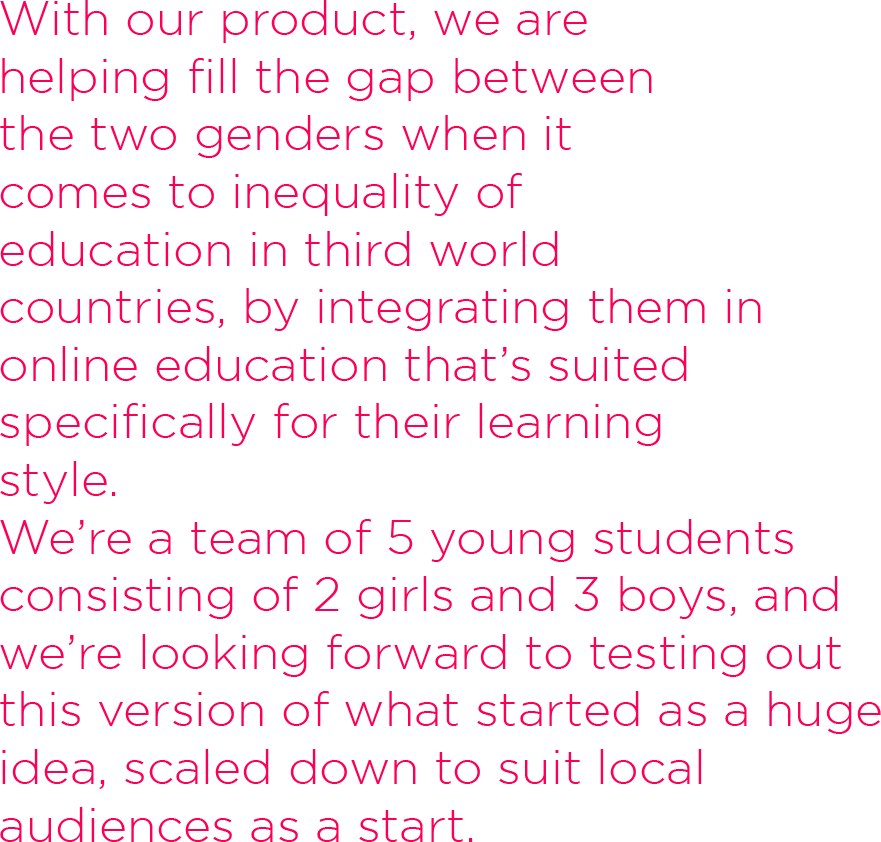 With our product, we are
helping fill the gap between
the two genders when it
comes to inequality of
education in third world
countries, by integrating them in
online education that’s suited
specifically for their learning
style.
We’re a team of 5 young students
consisting of 2 girls and 3 boys, and
we’re looking forward to testing out
this version of what started as a huge
idea, scaled down to suit local
audiences as a start.